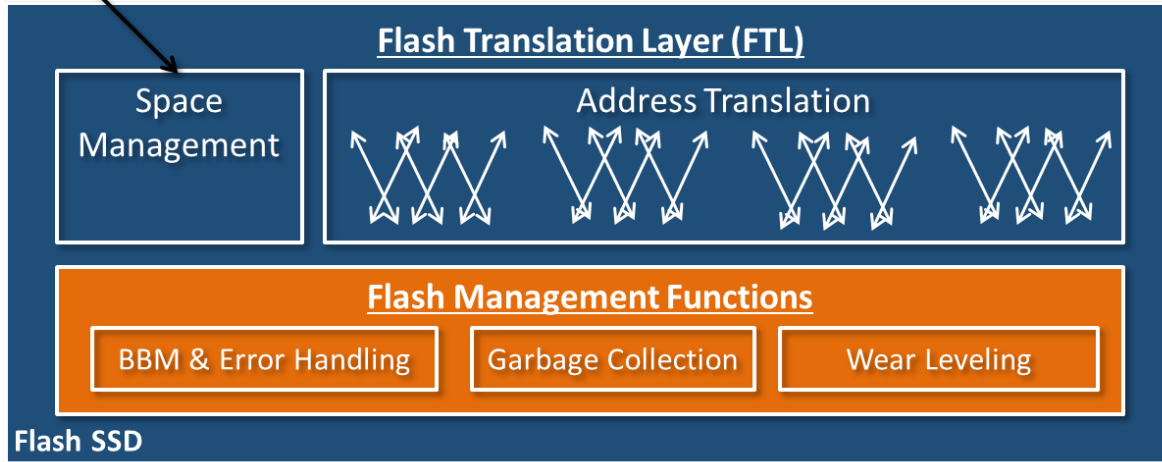 Flash Translation Layer (FTL)
Space
Management
Address Translation
Flash Management Functions
BBM & Error Handling
Garbage Collection
Wear Leveling
Flash SSD